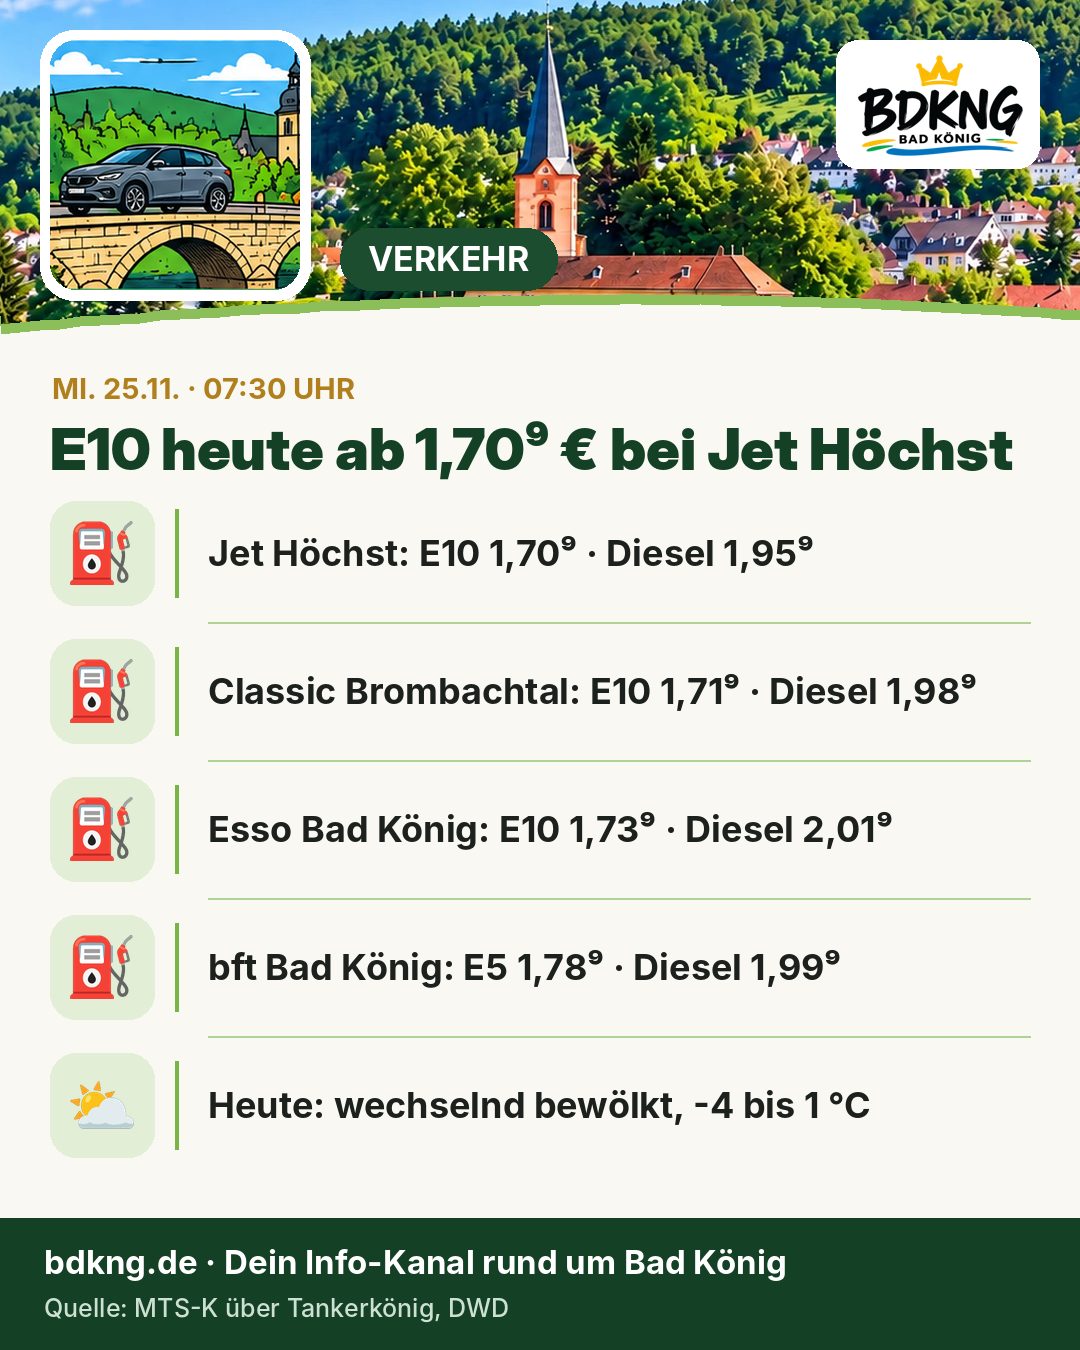 BDKNG
BAD KÖNIG
VERKEHR
MI. 25.11. · 07:30 UHR
E10 heute ab 1,70⁹ € bei Jet Höchst
Jet Höchst: E10 1,70⁹ · Diesel 1,95⁹
Classic Brombachtal: E10 1,71⁹ · Diesel 1,98⁹
Esso Bad König: E10 1,73⁹ · Diesel 2,01⁹
bft Bad König: E5 1,78⁹ · Diesel 1,99⁹
Heute: wechselnd bewölkt, -4 bis 1 °C
bdkng.de · Dein Info-Kanal rund um Bad König
Quelle: MTS-K über Tankerkönig, DWD